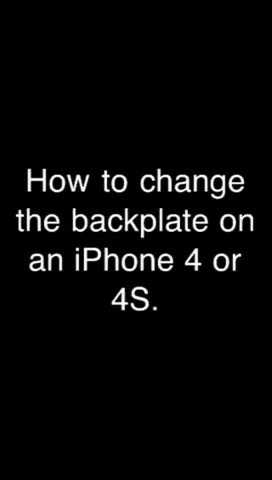 How to change
the backplate on
an iPhone 4 or
4S.